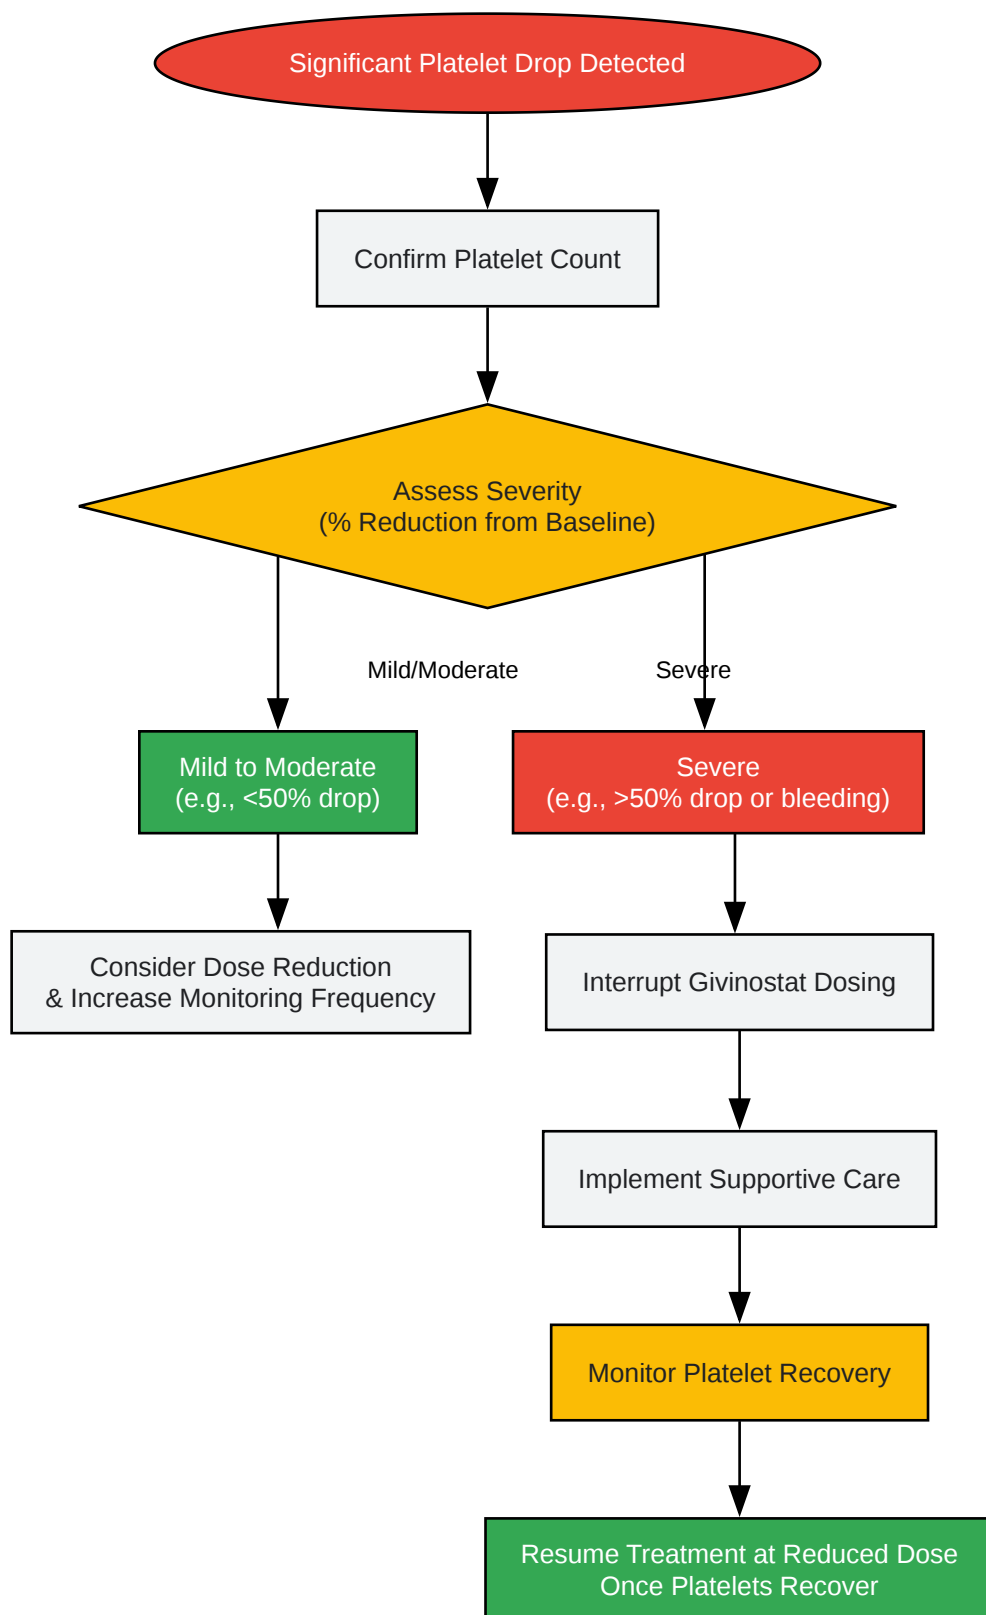 Significant Platelet Drop Detected
Confirm Platelet Count
Assess Severity
(% Reduction from Baseline)
Mild/Moderate
Severe
Mild to Moderate
(e.g., <50% drop)
Severe
(e.g., >50% drop or bleeding)
Consider Dose Reduction
& Increase Monitoring Frequency
Interrupt Givinostat Dosing
Implement Supportive Care
Monitor Platelet Recovery
Resume Treatment at Reduced Dose
Once Platelets Recover